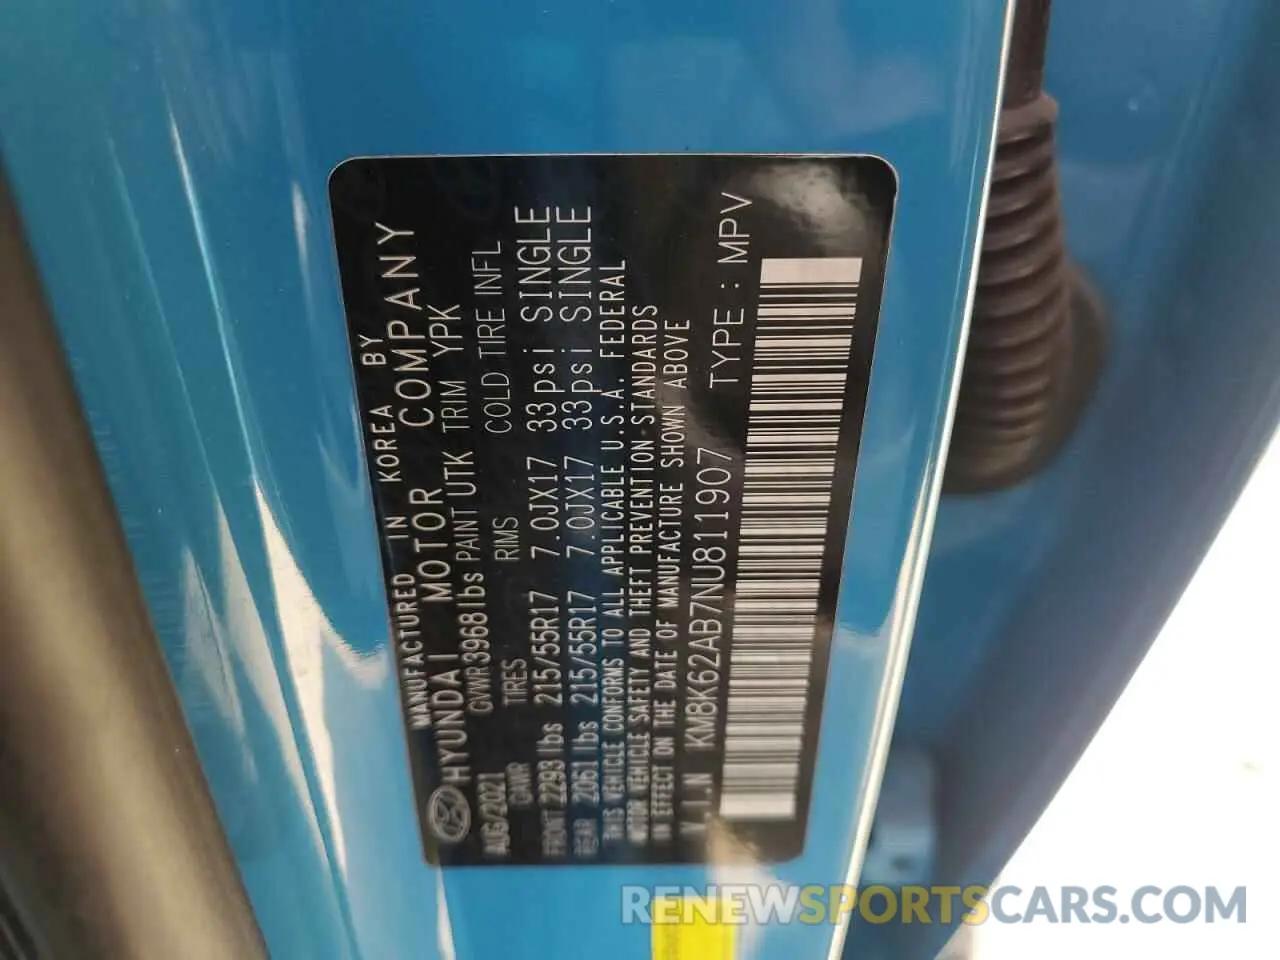 MANUFACTURED IN KOREA BY
HYUNDAI MOTOR COMPANY
AUG/2021 GVWR 3968lbs PAINT UTK TRIM YPK
GAWR TIRES RMS COLD TIRE INFL
FRONT 2293 lbs 215/55R17 7.0JX17 33psi SINGLE
REAR 2061 lbs 215/55R17 7.0JX17 33psi SINGLE
THIS VEHICLE CONFORMS TO ALL APPLICABLE U.S.A. FEDERAL
MOTOR VEHICLE SAFETY AND THEFT PREVENTION STANDARDS
IN EFFECT ON THE DATE OF MANUFACTURE SHOWN ABOVE
V.I.N KM8K62AB7NU811907 TYPE : MPV
RENEWSPORTSCARS.COM